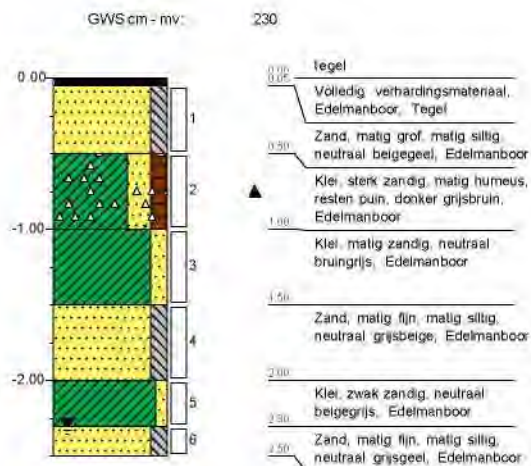 GWS cm - mv: 230
0.00
-1.00
-2.00
1
2
3
4
5
6
0.00
tegel
0.05
Volledig verhardingsmateriaal,
Edelmanboor, Tegel
Zand, matig grof, matig siltig,
0.50
neutraal beigegeel, Edelmanboor
Klei, sterk zandig, matig humeus,
resten puin, donker grijsbruin,
Edelmanboor
1.00
Klei, matig zandig, neutraal
bruingrijs, Edelmanboor
1.50
Zand, matig fijn, matig siltig,
neutraal grijsbeige, Edelmanboor
2.00
Klei, zwak zandig, neutraal
beigegrijs, Edelmanboor
2.30
Zand, matig fijn, matig siltig,
2.50
neutraal grijsgeel, Edelmanboor